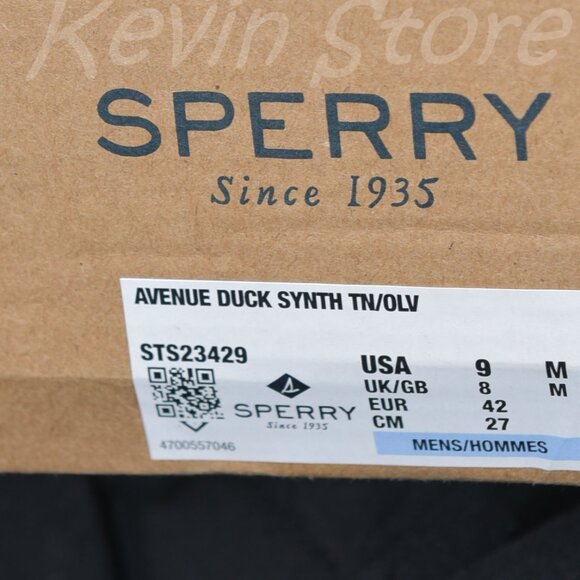 Kevin Store
SPERRY
Since 1935
AVENUE DUCK SYNTH TN/OLV
STS23429
USA 9 M
UK/GB 8 M
EUR 42
CM 27
SPERRY
Since 1935
4700557046
MENS/HOMMES